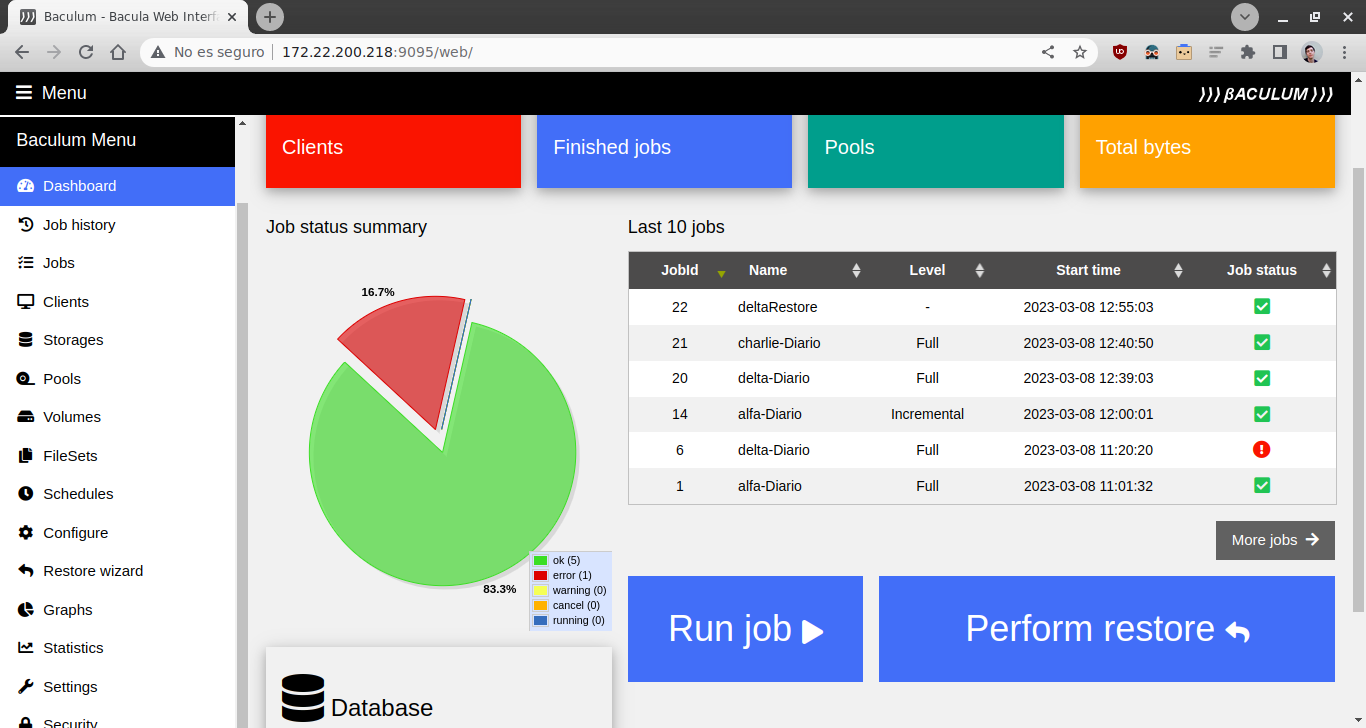 Baculum - Bacula Web Interf
No es seguro 172.22.200.218:9095/web/
Menu
⟩⟩⟩ βACULUM ⟩⟩⟩
Baculum Menu
Dashboard
Job history
Jobs
Clients
Storages
Pools
Volumes
FileSets
Schedules
Configure
Restore wizard
Graphs
Statistics
Settings
Security
Clients
Finished jobs
Pools
Total bytes
Job status summary
16.7%
83.3%
ok (5)
error (1)
warning (0)
cancel (0)
running (0)
Database
Last 10 jobs
JobId Name Level Start time Job status
22 deltaRestore - 2023-03-08 12:55:03
21 charlie-Diario Full 2023-03-08 12:40:50
20 delta-Diario Full 2023-03-08 12:39:03
14 alfa-Diario Incremental 2023-03-08 12:00:01
6 delta-Diario Full 2023-03-08 11:20:20
1 alfa-Diario Full 2023-03-08 11:01:32
More jobs
Run job
Perform restore